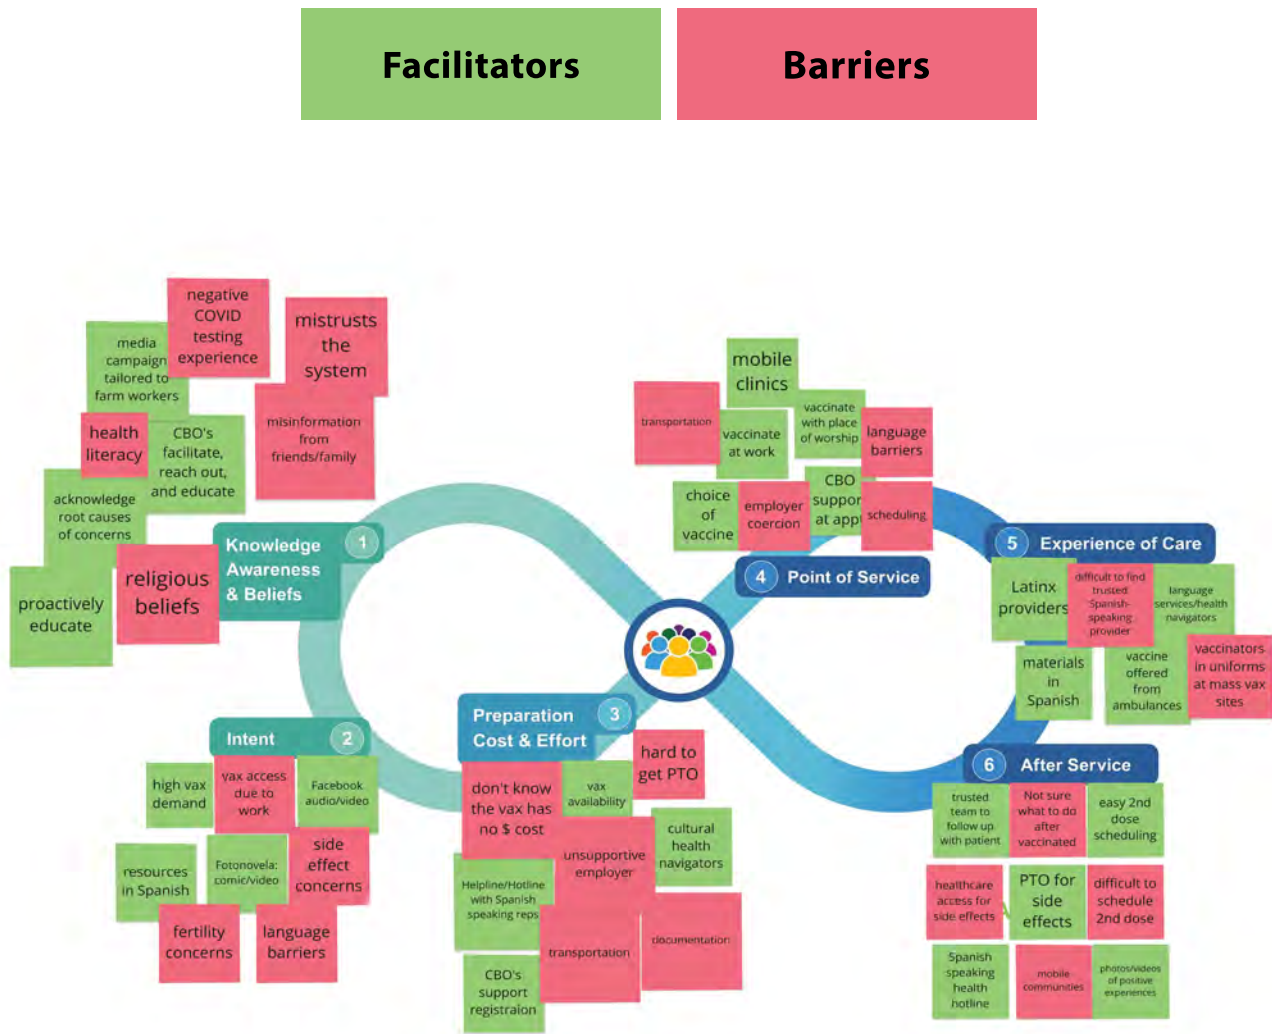 Facilitators
Barriers
negative
COVID
testing
experience
mistrusts
the
system
media
campaign
tailored to
farm workers
misinformation
from
friends/family
health
literacy
CBO's
facilitate,
reach out,
and educate
acknowledge
root causes
of concerns
religious
beliefs
proactively
educate
Knowledge
Awareness
& Beliefs
1
Intent
2
high vax
demand
vax access
due to
work
Facebook
audio/video
resources
in Spanish
Fotonovela:
comic/video
side
effect
concerns
fertility
concerns
language
barriers
Preparation
Cost & Effort
3
hard to
get PTO
don't know
the vax has
no $ cost
vax
availability
unsupportive
employer
cultural
health
navigators
Helpline/Hotline
with Spanish
speaking reps
transportation
documentation
CBO's
support
registraion
mobile
clinics
transportation
vaccinate
at work
vaccinate
with place
of worship
language
barriers
choice
of
vaccine
employer
coercion
CBO
support
at appt
scheduling
4
Point of Service
5
Experience of Care
Latinx
providers
difficult to find
trusted
Spanish-
speaking
provider
language
services/health
navigators
materials
in
Spanish
vaccine
offered
from
ambulances
vaccinators
in uniforms
at mass vax
sites
6
After Service
trusted
team to
follow up
with patient
Not sure
what to do
after
vaccinated
easy 2nd
dose
scheduling
healthcare
access for
side effects
PTO for
side
effects
difficult to
schedule
2nd dose
Spanish
speaking
health
hotline
mobile
communities
photos/videos
of positive
experiences